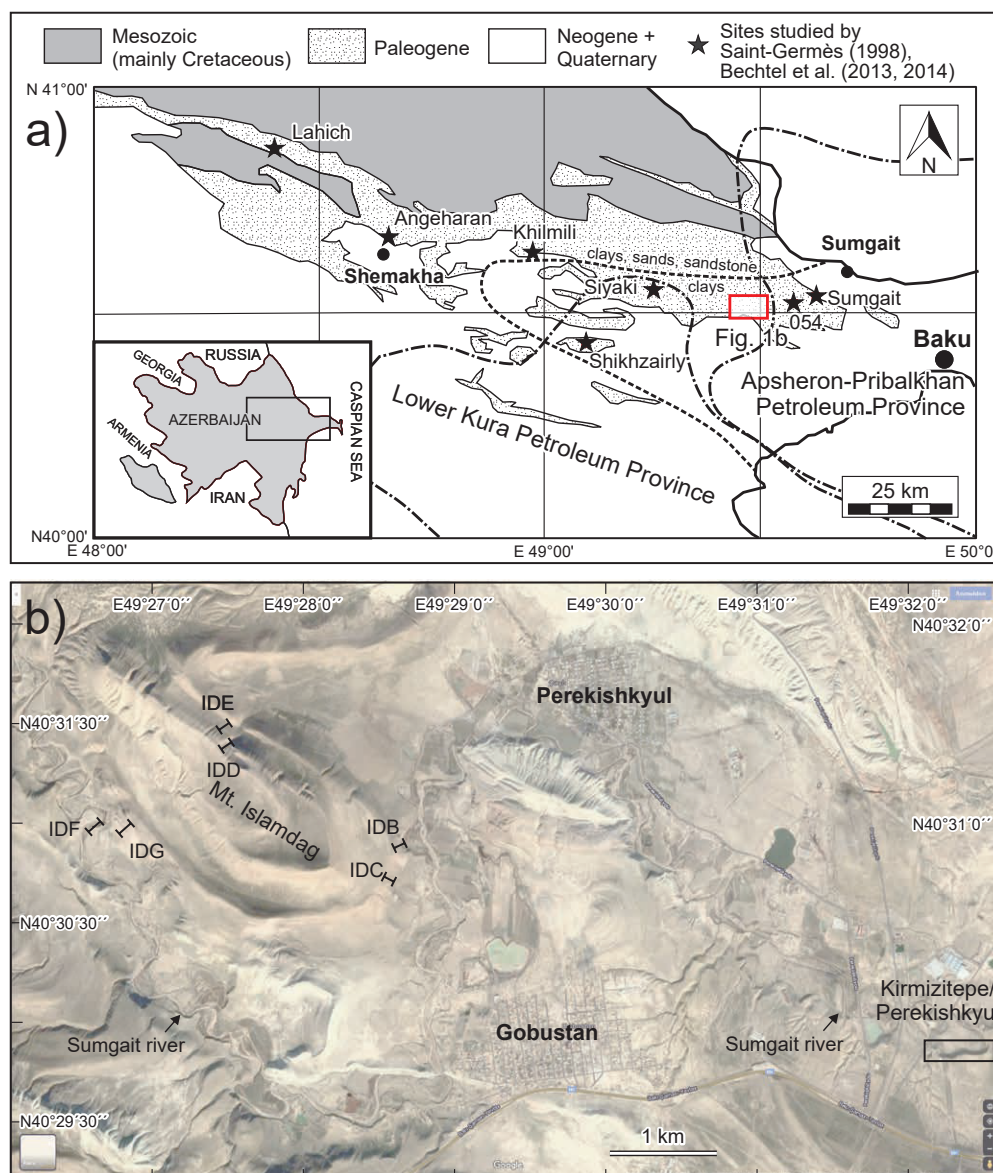 Mesozoic
(mainly Cretaceous)
Paleogene
Neogene +
Quaternary
Sites studied by
Saint-Germès (1998),
Bechtel et al. (2013, 2014)
N 41°00'
a)
N
Lahich
Angeharan
Khilmili
Shemakha
clays, sands, sandstone
Sumgait
Siyaki
clays
Sumgait
054
Fig. 1b
Shikhzairly
Baku
Apsheron-Pribalkhan
Petroleum Province
Lower Kura Petroleum Province
RUSSIA
GEORGIA
AZERBAIJAN
ARMENIA
IRAN
CASPIAN SEA
25 km
N40°00'
E 48°00'
E 49°00'
E 50°0
b)
E49°27´0´´
E49°28´0´´
E49°29´0´´
E49°30´0´´
E49°31´0´´
E49°32´0´´
N40°32´0´´
Perekishkyul
IDE
N40°31´30´´
IDD
Mt. Islamdag
IDF
IDG
IDB
IDC
N40°31´0´´
N40°30´30´´
Kirmizitepe/
Perekishkyul
Sumgait river
Gobustan
Sumgait river
N40°29´30´´
1 km
Google